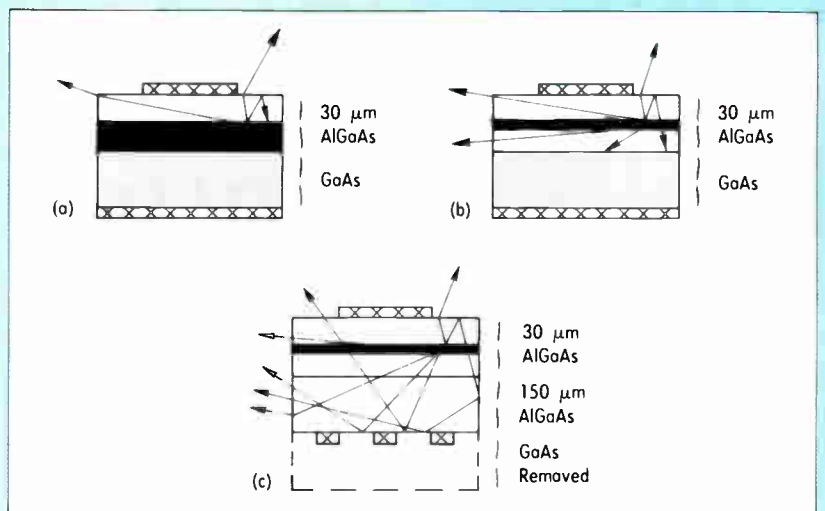 30 μm
AlGaAs
GaAs
(a)
30 μm
AlGaAs
GaAs
(b)
30 μm
AlGaAs
150 μm
AlGaAs
GaAs
Removed
(c)